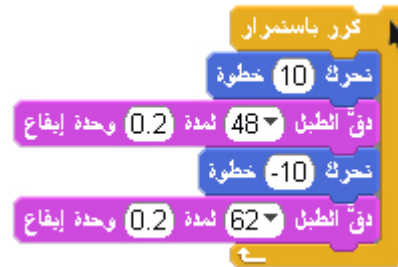 كرر باستمرار
تحرك 10 خطوة
دقّ الطبل 48 لمدة 0.2 وحدة إيقاع
تحرك -10 خطوة
دقّ الطبل 62 لمدة 0.2 وحدة إيقاع